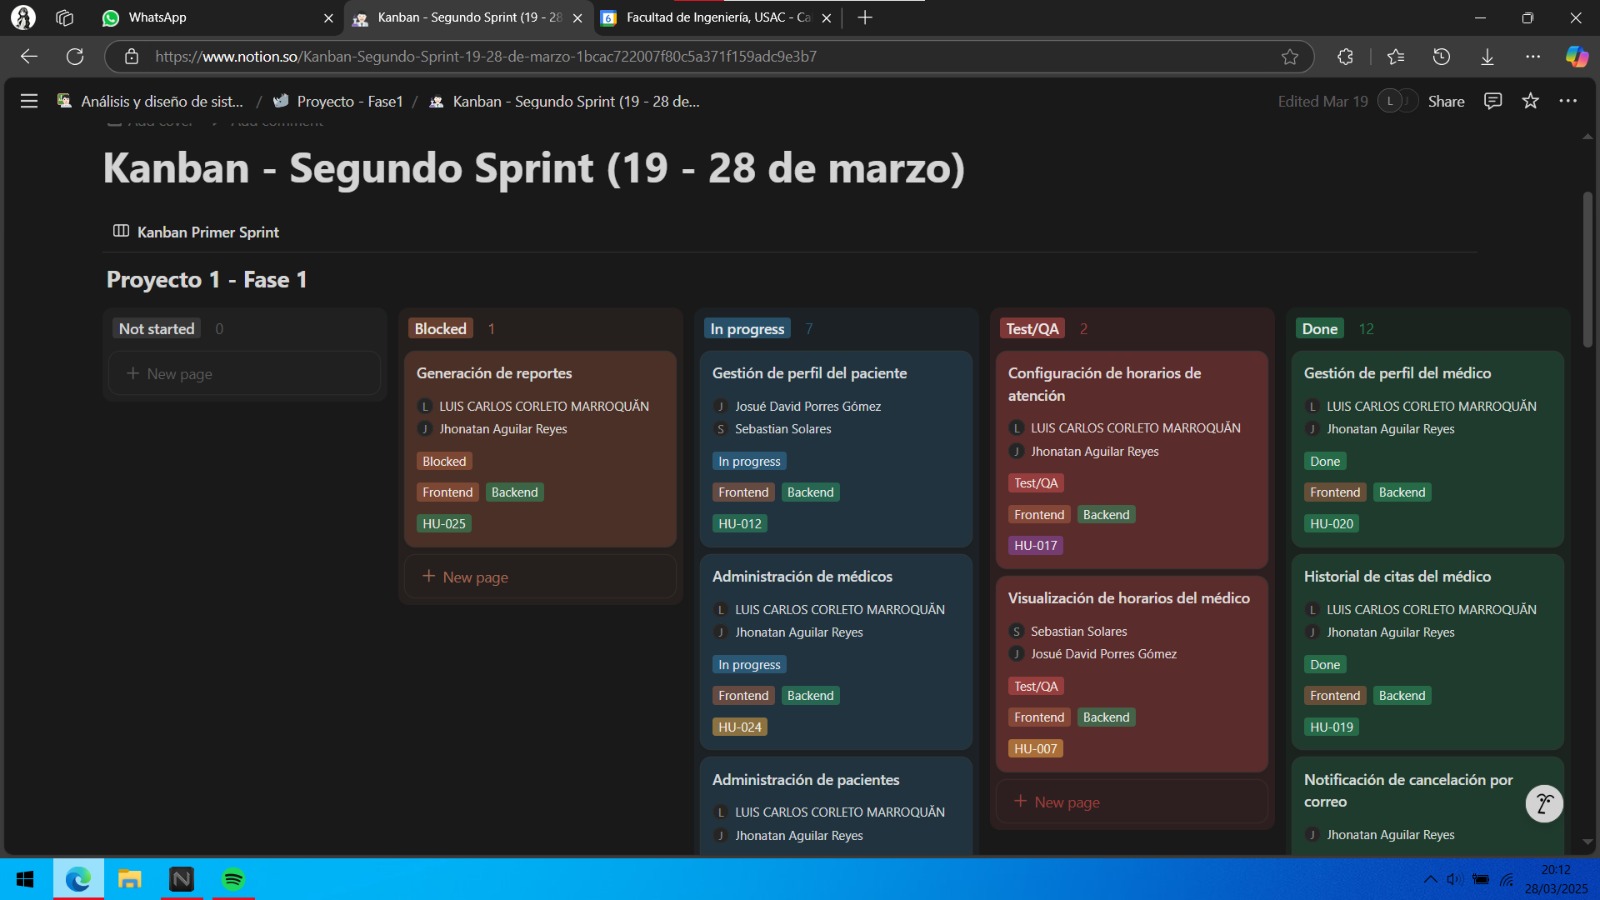 WhatsApp
Kanban - Segundo Sprint (19 - 28
Facultad de Ingeniería, USAC - Ca
https://www.notion.so/Kanban-Segundo-Sprint-19-28-de-marzo-1bcac722007f80c5a371f159adc9e3b7
Análisis y diseño de sist... / Proyecto - Fase1 / Kanban - Segundo Sprint (19 - 28 de...
Edited Mar 19
L J
Share
Add cover Add comment
Kanban - Segundo Sprint (19 - 28 de marzo)
Kanban Primer Sprint
Proyecto 1 - Fase 1
Not started 0
+ New page
Blocked 1
Generación de reportes
L LUIS CARLOS CORLETO MARROQUÃN
J Jhonatan Aguilar Reyes
Blocked
Frontend Backend
HU-025
+ New page
In progress 7
Gestión de perfil del paciente
J Josué David Porres Gómez
S Sebastian Solares
In progress
Frontend Backend
HU-012
Administración de médicos
L LUIS CARLOS CORLETO MARROQUÃN
J Jhonatan Aguilar Reyes
In progress
Frontend Backend
HU-024
Administración de pacientes
L LUIS CARLOS CORLETO MARROQUÃN
J Jhonatan Aguilar Reyes
Test/QA 2
Configuración de horarios de
atención
L LUIS CARLOS CORLETO MARROQUÃN
J Jhonatan Aguilar Reyes
Test/QA
Frontend Backend
HU-017
Visualización de horarios del médico
S Sebastian Solares
J Josué David Porres Gómez
Test/QA
Frontend Backend
HU-007
+ New page
Done 12
Gestión de perfil del médico
L LUIS CARLOS CORLETO MARROQUÃN
J Jhonatan Aguilar Reyes
Done
Frontend Backend
HU-020
Historial de citas del médico
L LUIS CARLOS CORLETO MARROQUÃN
J Jhonatan Aguilar Reyes
Done
Frontend Backend
HU-019
Notificación de cancelación por
correo
J Jhonatan Aguilar Reyes
20:12
28/03/2025